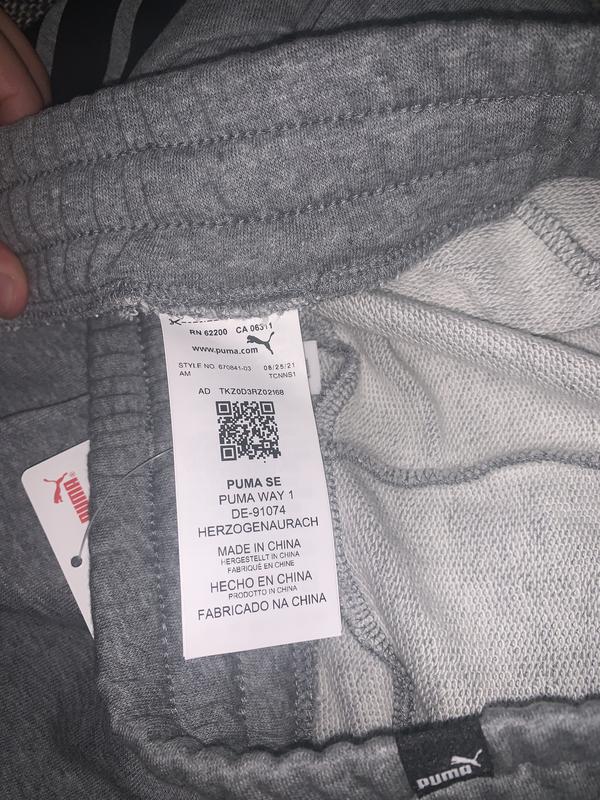 RN 62200 CA 06311
www.puma.com
STYLE NO. 670841-03 08/25/21
AM TCNNS1
AD TKZ0D3RZ02168
PUMA SE
PUMA WAY 1
DE-91074
HERZOGENAURACH
MADE IN CHINA
HERGESTELLT IN CHINA
FABRIQUÉ EN CHINE
HECHO EN CHINA
PRODOTTO IN CHINA
FABRICADO NA CHINA
PUMA®
PUMA